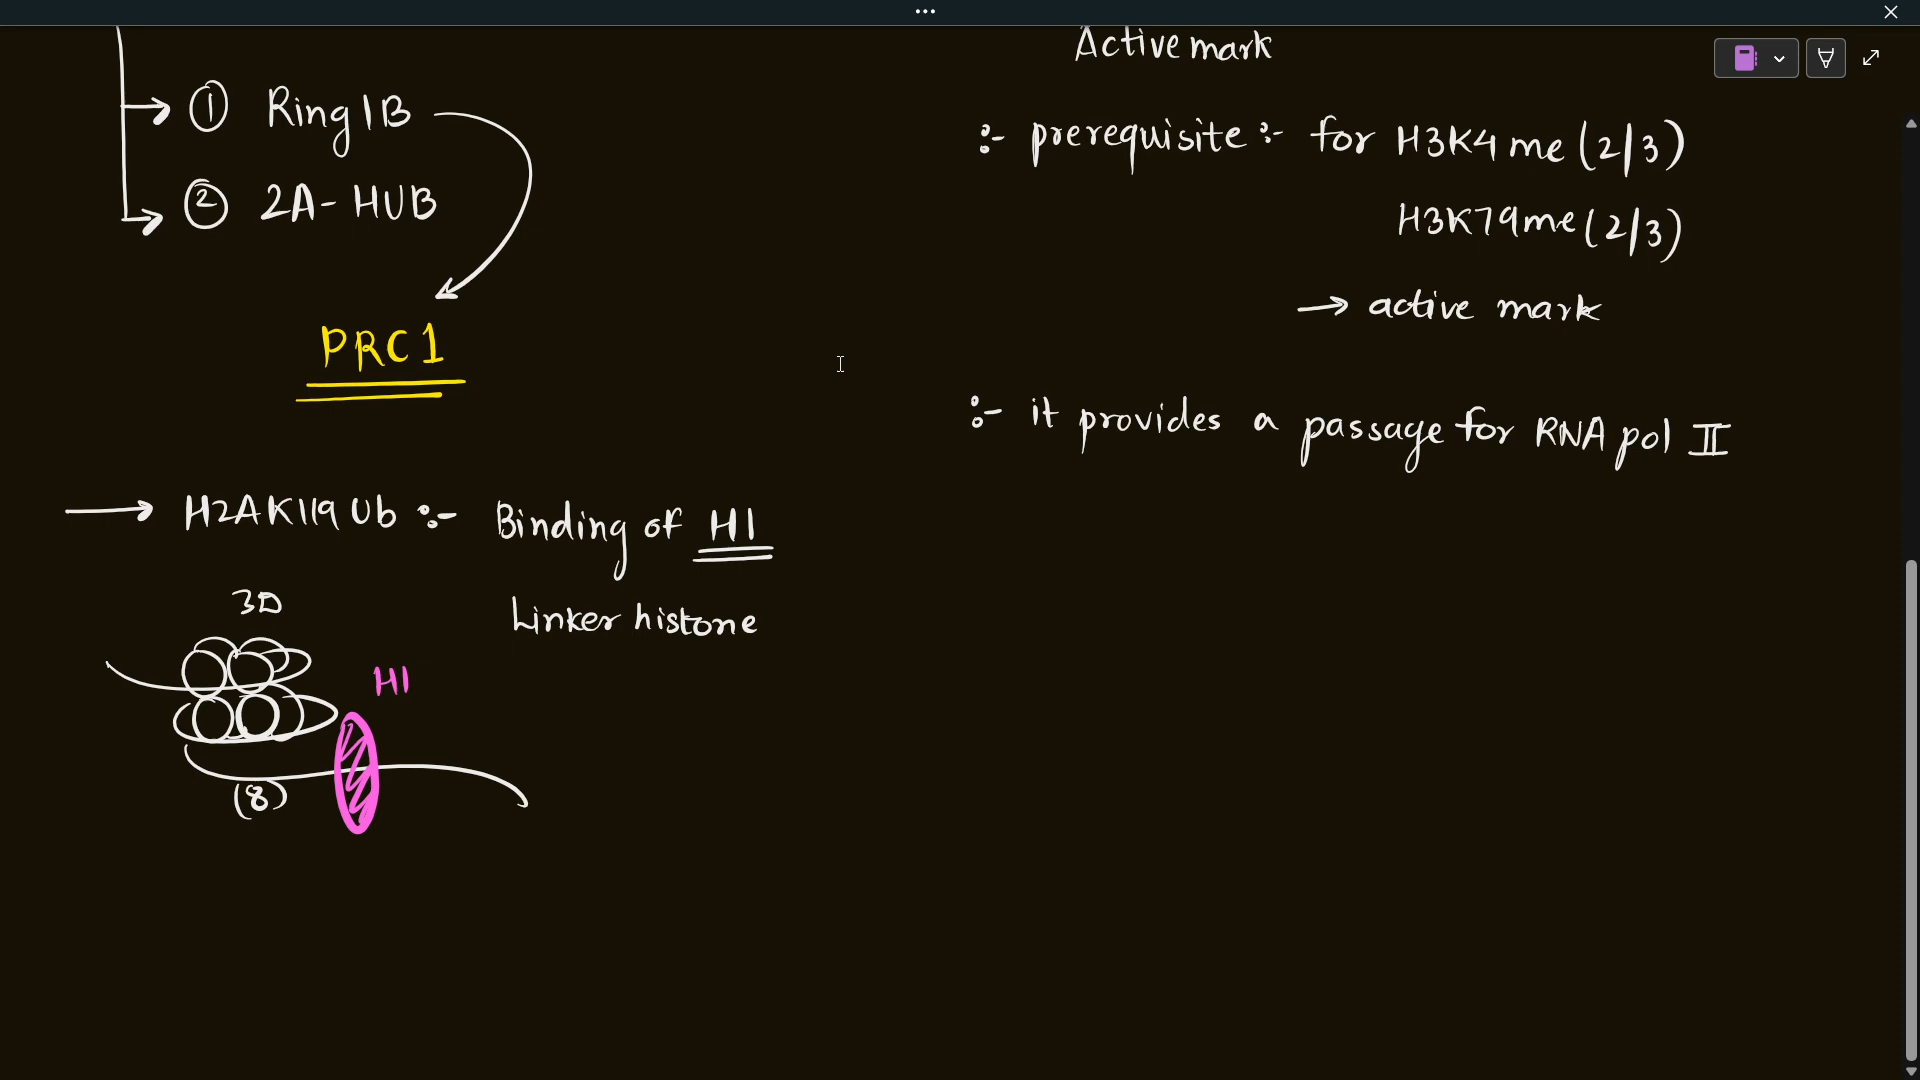 ① Ring1B
② 2A-HUB
PRC1
→ H2AK119Ub :- Binding of H1
Linker histone
3D
H1
(8)
Active mark
:- prerequisite :- for H3K4me(2/3)
H3K79me(2/3)
→ active mark
:- it provides a passage for RNA pol II